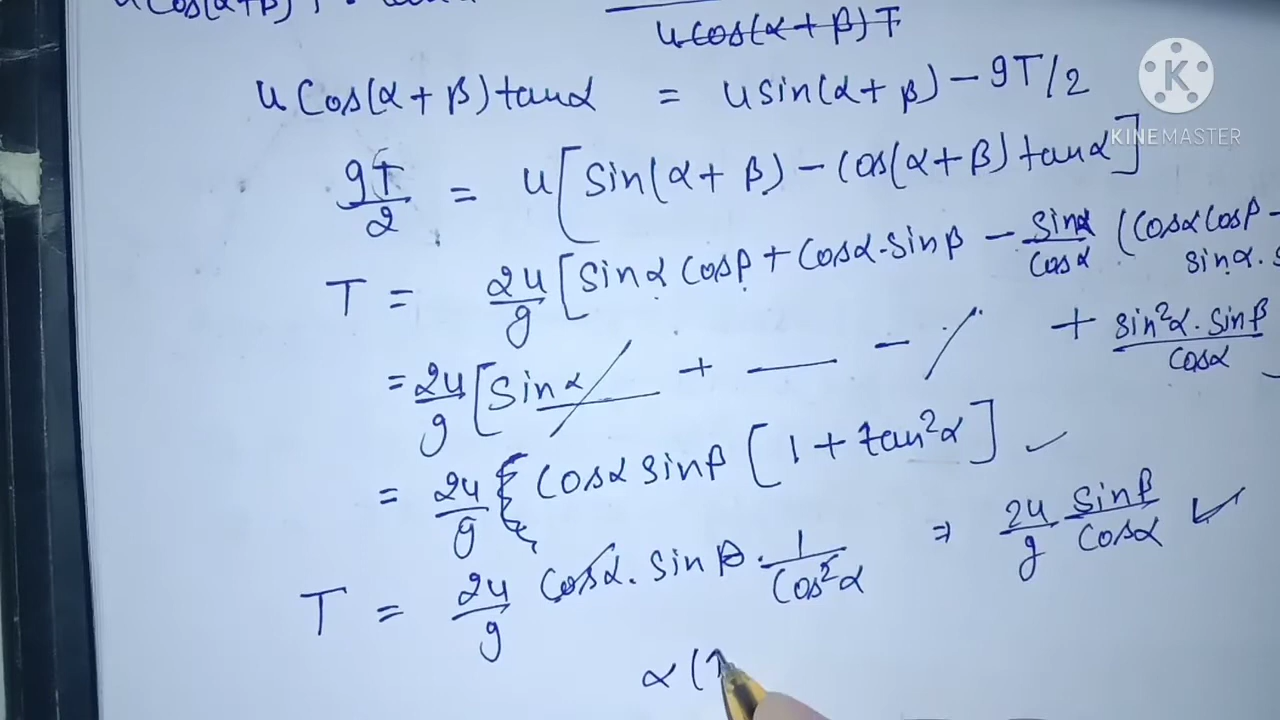 u cos(α+β)T
u cos(α+β)T
u cos(α+β)tanα = u sin(α+β) - gT/2
gT/2 = u[sin(α+β) - cos(α+β)tanα]
T = 2u/g [sinα cosβ + cosα.sinβ - sinα/cosα (cosα cosβ -
sinα.
= 2u/g [sinα + — - + sin²α.sinβ/cosα
= 2u/g cosα sinβ [1 + tan²α]
T = 2u/g cosα.sinβ.1/cos²α ⇒ 2u/g sinβ/cosα
α (
K
KINEMASTER